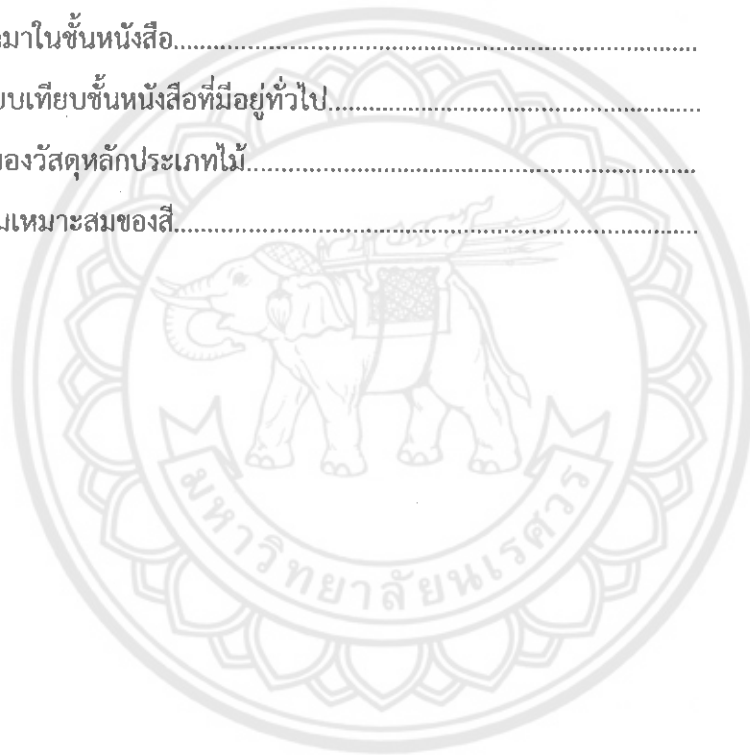 มาในชั้นหนังสือ........................................................................
บเทียบชั้นหนังสือที่มีอยู่ทั่วไป........................................................
ของวัสดุหลักประเภทไม้..............................................................
มเหมาะสมของสี........................................................................
มหาวิทยาลัยนเรศวร